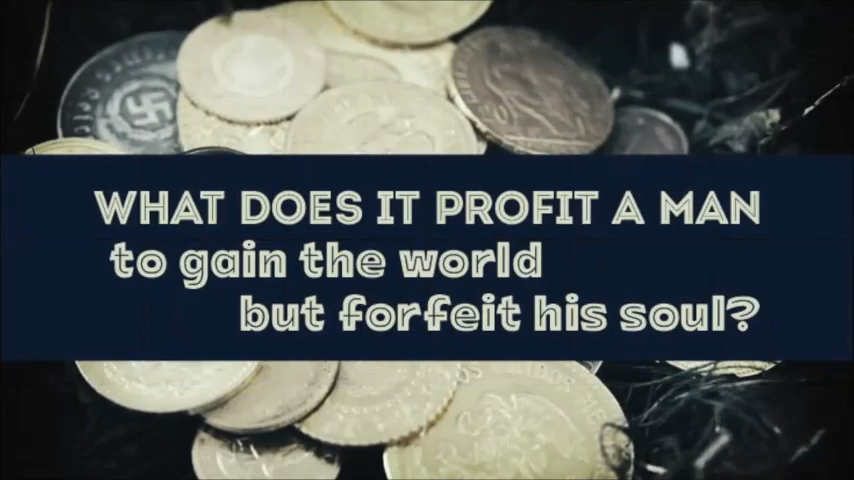 WHAT DOES IT PROFIT A MAN
to gain the world
but forfeit his soul?